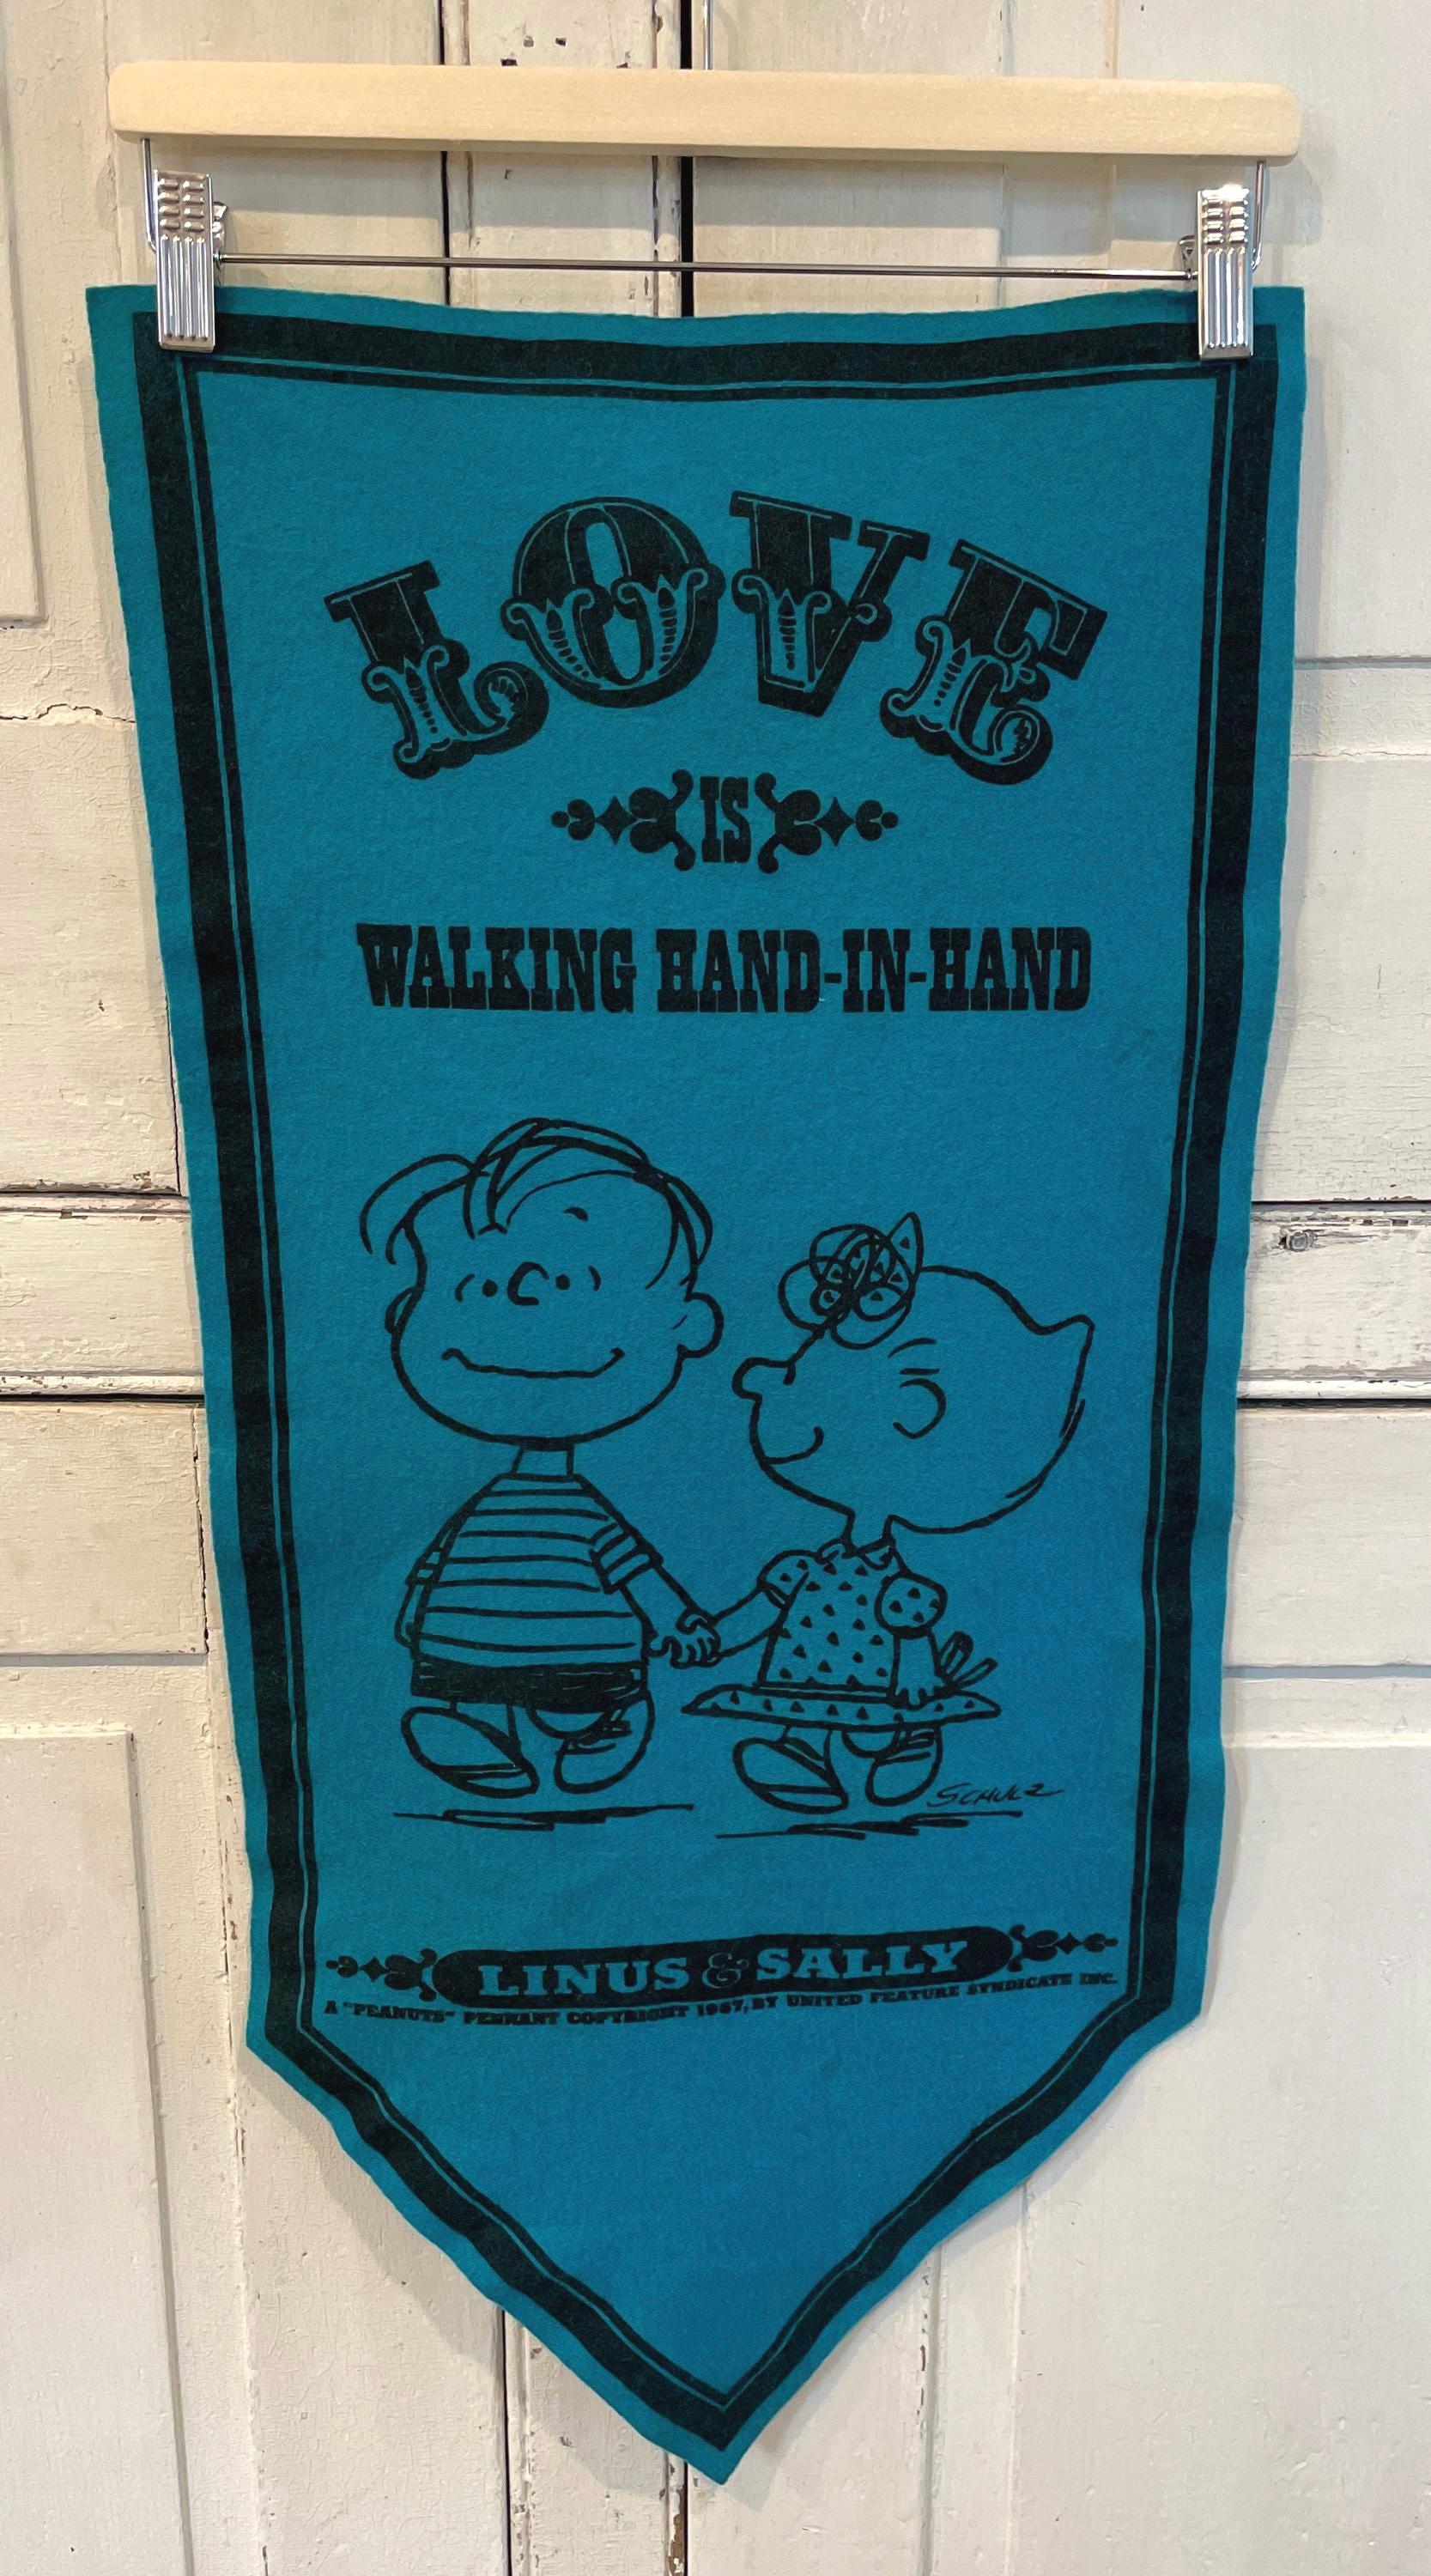 LOVE
IS
WALKING HAND-IN-HAND
SCHULZ
LINUS & SALLY
A "PEANUTS" PENNANT COPYRIGHT 1967, BY UNITED FEATURE SYNDICATE INC.